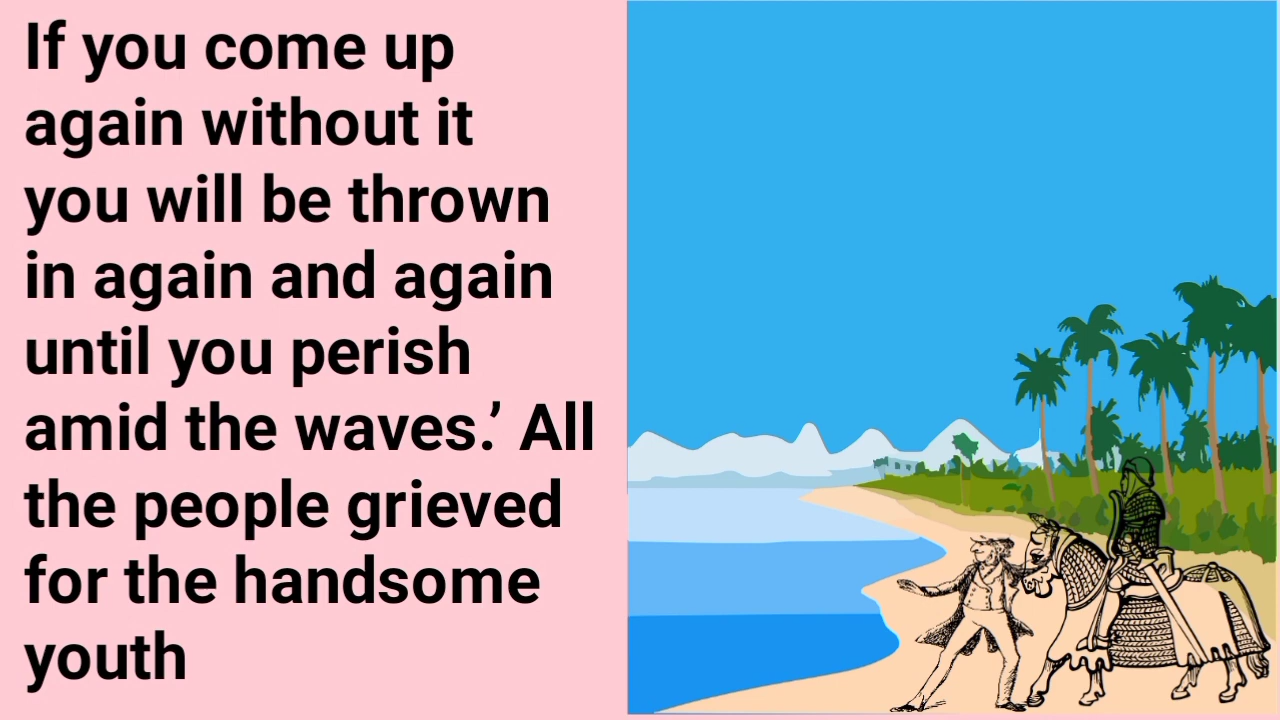 If you come up
again without it
you will be thrown
in again and again
until you perish
amid the waves.’ All
the people grieved
for the handsome
youth